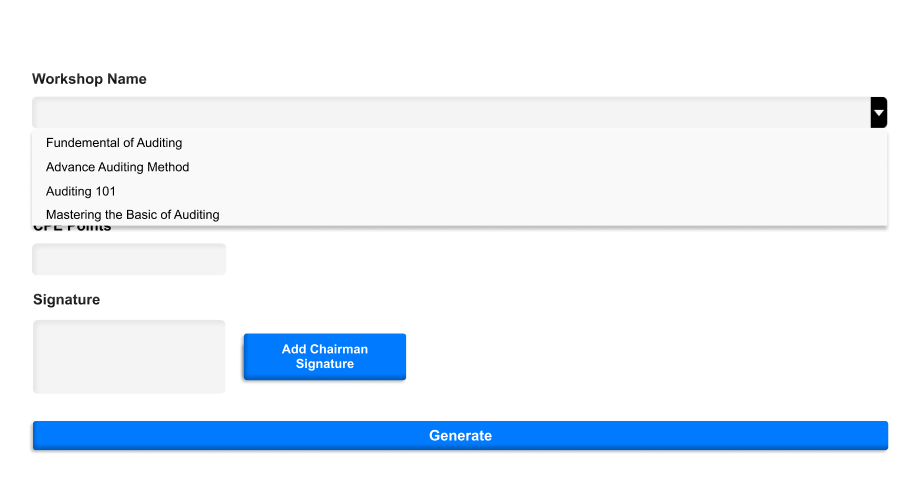 Workshop Name
Fundemental of Auditing
Advance Auditing Method
Auditing 101
Mastering the Basic of Auditing
CPE Points
Signature
Add Chairman
Signature
Generate